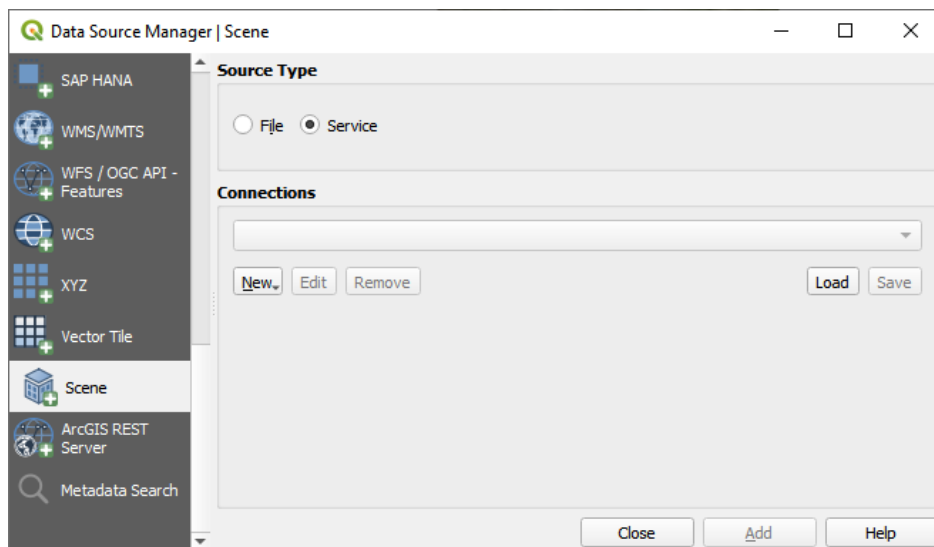 Data Source Manager | Scene
SAP HANA
WMS/WMTS
WFS / OGC API -
Features
WCS
XYZ
Vector Tile
Scene
ArcGIS REST
Server
Metadata Search
Source Type
File
Service
Connections
New
Edit
Remove
Load
Save
Close
Add
Help